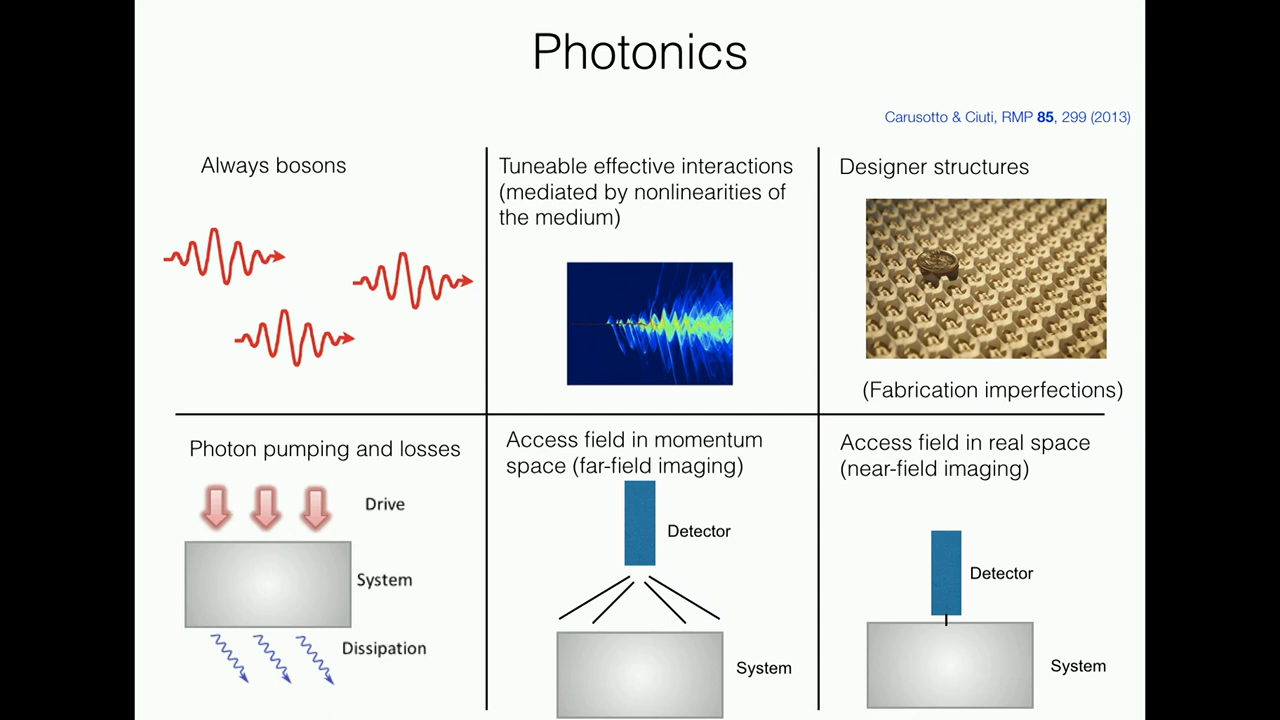 Photonics
Carusotto & Ciuti, RMP 85, 299 (2013)
Always bosons
Tuneable effective interactions
(mediated by nonlinearities of
the medium)
Designer structures
(Fabrication imperfections)
Photon pumping and losses
Drive
System
Dissipation
Access field in momentum
space (far-field imaging)
Detector
System
Access field in real space
(near-field imaging)
Detector
System